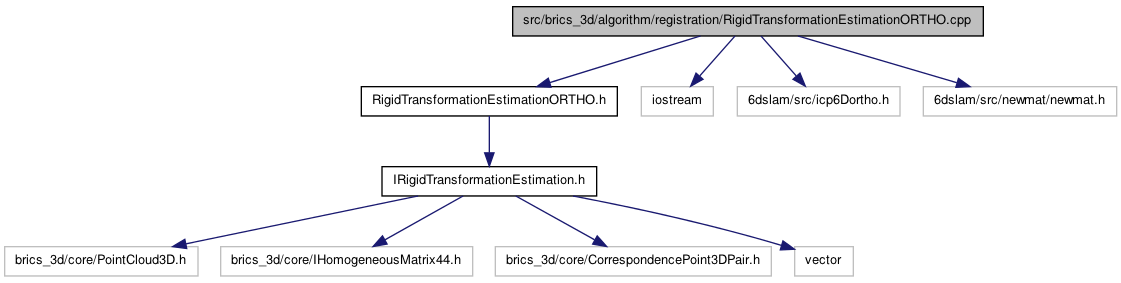 src/brics_3d/algorithm/registration/RigidTransformationEstimationORTHO.cpp
RigidTransformationEstimationORTHO.h
iostream
6dslam/src/icp6Dortho.h
6dslam/src/newmat/newmat.h
IRigidTransformationEstimation.h
brics_3d/core/PointCloud3D.h
brics_3d/core/IHomogeneousMatrix44.h
brics_3d/core/CorrespondencePoint3DPair.h
vector